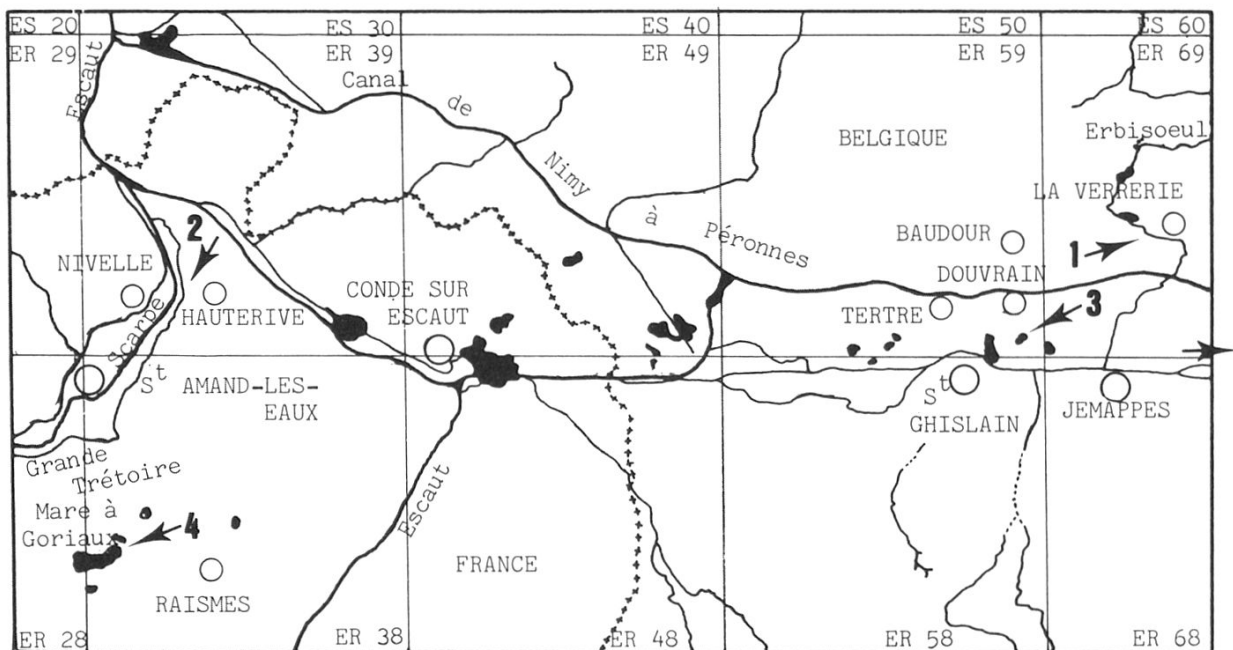 ES 20
ES 30
ES 40
ES 50
ES 60
ER 29
ER 39
ER 49
ER 59
ER 69
Escaut
Canal de Nimy à Péronnes
BELGIQUE
Erbisoeul
LA VERRERIE
2
1
BAUDOUR
NIVELLE
DOUVRAIN
CONDE SUR
ESCAUT
3
HAUTERIVE
TERTRE
Scarpe
St
AMAND-LES-
EAUX
St
GHISLAIN
JEMAPPES
Grande
Trétoire
Mare à
Goriaux
4
Escaut
FRANCE
RAISMES
ER 28
ER 38
ER 48
ER 58
ER 68